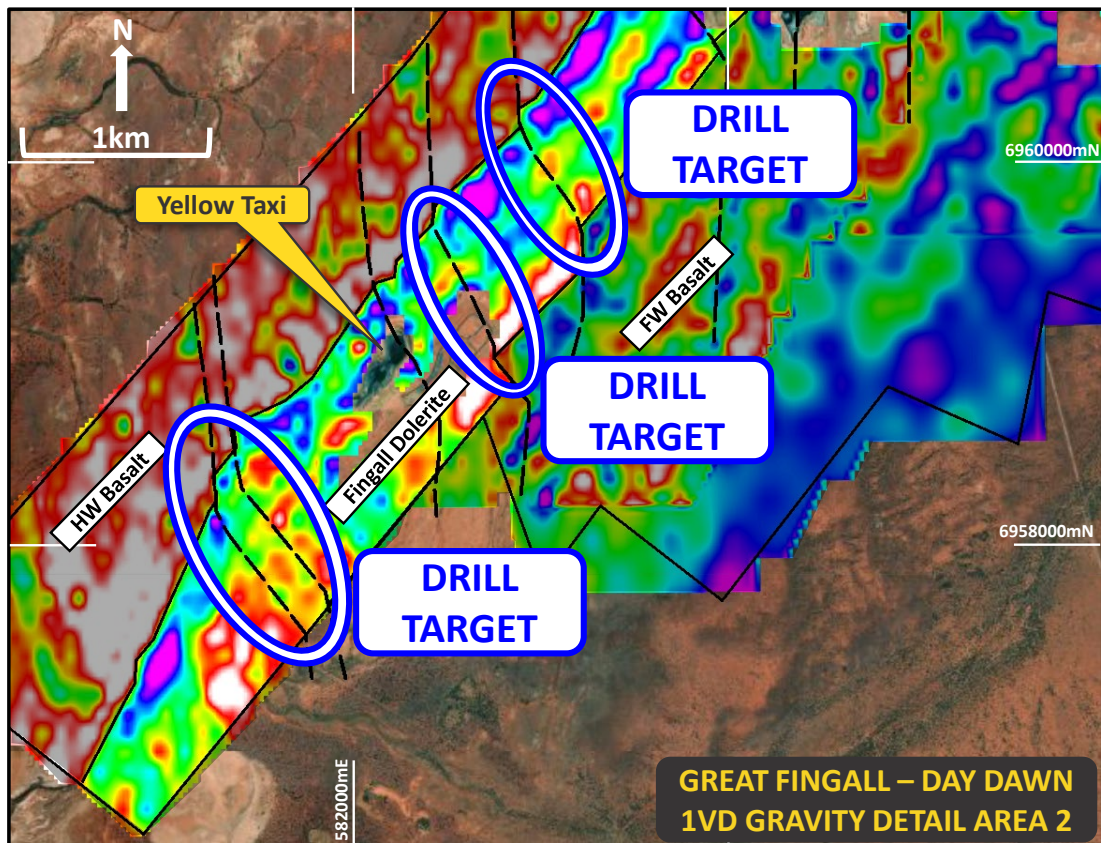 N
1km
DRILL
TARGET
6960000mN
Yellow Taxi
FW Basalt
DRILL
TARGET
Fingall Dolerite
HW Basalt
6958000mN
DRILL
TARGET
582000mE
GREAT FINGALL – DAY DAWN
1VD GRAVITY DETAIL AREA 2